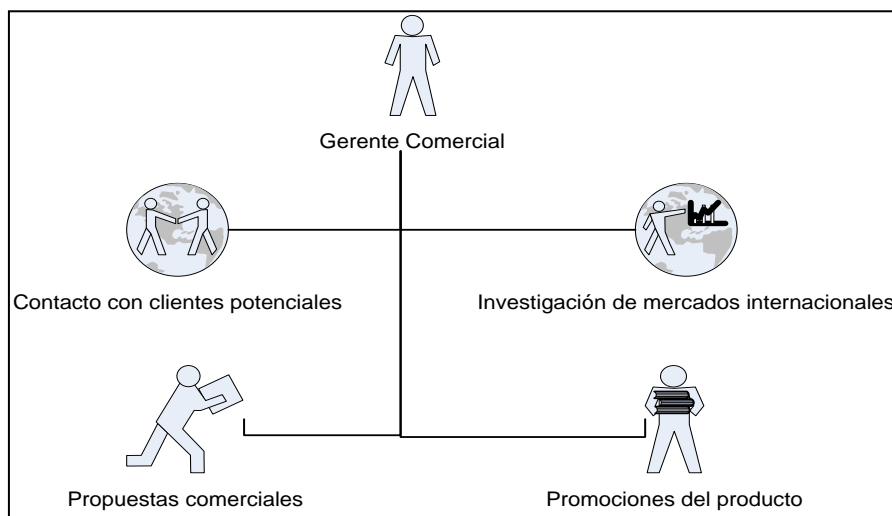 Gerente Comercial
Contacto con clientes potenciales
Investigación de mercados internacionales
Propuestas comerciales
Promociones del producto